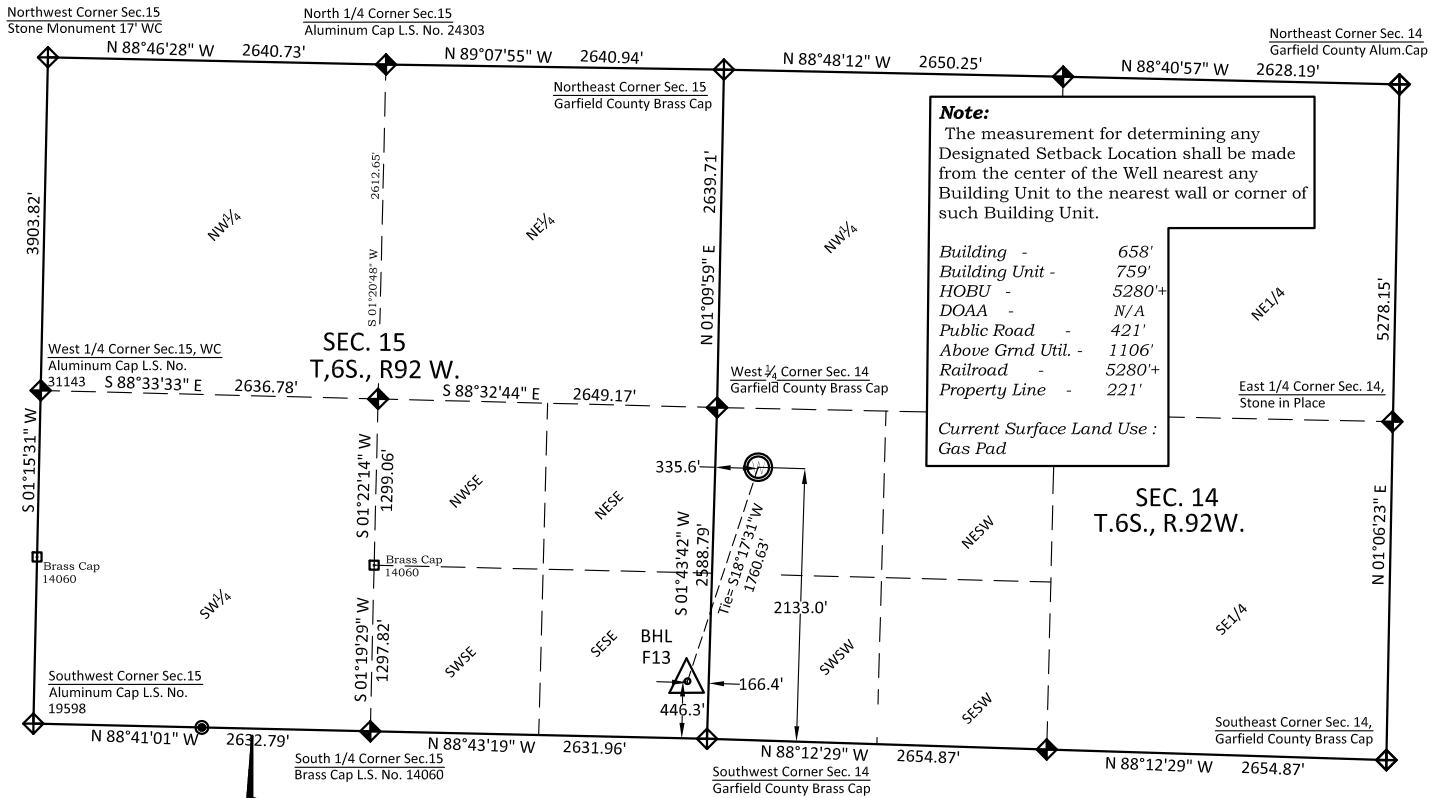 Northwest Corner Sec.15
Stone Monument 17' WC
North 1/4 Corner Sec.15
Aluminum Cap L.S. No. 24303
Northeast Corner Sec. 14
Garfield County Alum.Cap
N 88°46'28" W 2640.73'
N 89°07'55" W 2640.94'
N 88°48'12" W 2650.25'
N 88°40'57" W 2628.19'
Northeast Corner Sec. 15
Garfield County Brass Cap
Note:
The measurement for determining any
Designated Setback Location shall be made
from the center of the Well nearest any
Building Unit to the nearest wall or corner of
such Building Unit.
Building - 658'
Building Unit - 759'
HOBU - 5280'+
DOAA - N/A
Public Road - 421'
Above Grnd Util. - 1106'
Railroad - 5280'+
Property Line - 221'
Current Surface Land Use :
Gas Pad
3903.82'
NW¼
2612.65'
S 01°20'48" W
NE¼
2639.71'
N 01°09'59" E
NW¼
NE1/4
5278.15'
SEC. 15
T,6S., R92 W.
West 1/4 Corner Sec.15, WC
Aluminum Cap L.S. No.
31143
S 88°33'33" E 2636.78'
S 88°32'44" E 2649.17'
West ¼ Corner Sec. 14
Garfield County Brass Cap
East 1/4 Corner Sec. 14,
Stone in Place
S 01°15'31" W
S 01°22'14" W
1299.06'
NWSE
NESE
335.6'
S 01°43'42" W
2588.79'
Tie= S18°17'31"W
1760.63'
2133.0'
NESW
SEC. 14
T.6S., R.92W.
N 01°06'23" E
Brass Cap
14060
Brass Cap
14060
SW¼
S 01°19'29" W
1297.82'
SWSE
SESE
BHL
F13
166.4'
446.3'
SWSW
SESW
SE1/4
Southwest Corner Sec.15
Aluminum Cap L.S. No.
19598
N 88°41'01" W 2632.79'
N 88°43'19" W 2631.96'
N 88°12'29" W 2654.87'
N 88°12'29" W 2654.87'
South 1/4 Corner Sec.15
Brass Cap L.S. No. 14060
Southwest Corner Sec. 14
Garfield County Brass Cap
Southeast Corner Sec. 14,
Garfield County Brass Cap